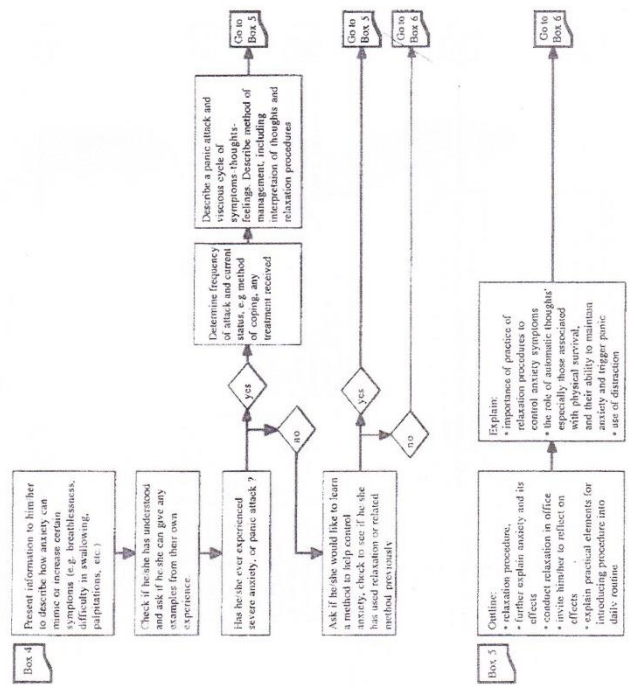 Box 4
Present information to him/her
to describe how anxiety can
mimic or increase certain
symptoms (e.g. breathlessness,
difficulty in swallowing,
palpitations, etc.)
Check if he/she has understood
and ask if he/she can give any
examples from their own
experience.
Has he/she ever experienced
severe anxiety, or panic attack ?
yes
Determine frequency
of attack and current
status, e.g method
of coping, any
treatment received
Describe a panic attack and
viscious cycle of
symptoms-thoughts-
feelings. Describe method of
management, including
interpretaion of thoughts and
relaxation procedures
Go to
Box 5
no
Ask if he/she would like to learn
a method to help control
anxiety, check to see if he she
has used relaxation or related
method previously
yes
Go to
Box 5
no
Go to
Box 6
Box 5
Outline:
• relaxation procedure,
• further explain anxiety and its
effects
• conduct relaxation in office
• invite him/her to reflect on
effects
• explain practical elements for
introducing procedure into
daily routine
Explain:
• importance of practice of
relaxation procedures to
control anxiety symptoms
• the role of automatic thoughts'
especially those associated
with physical survival,
and their ability to maintain
anxiety and trigger panic
• use of distraction
Go to
Box 6